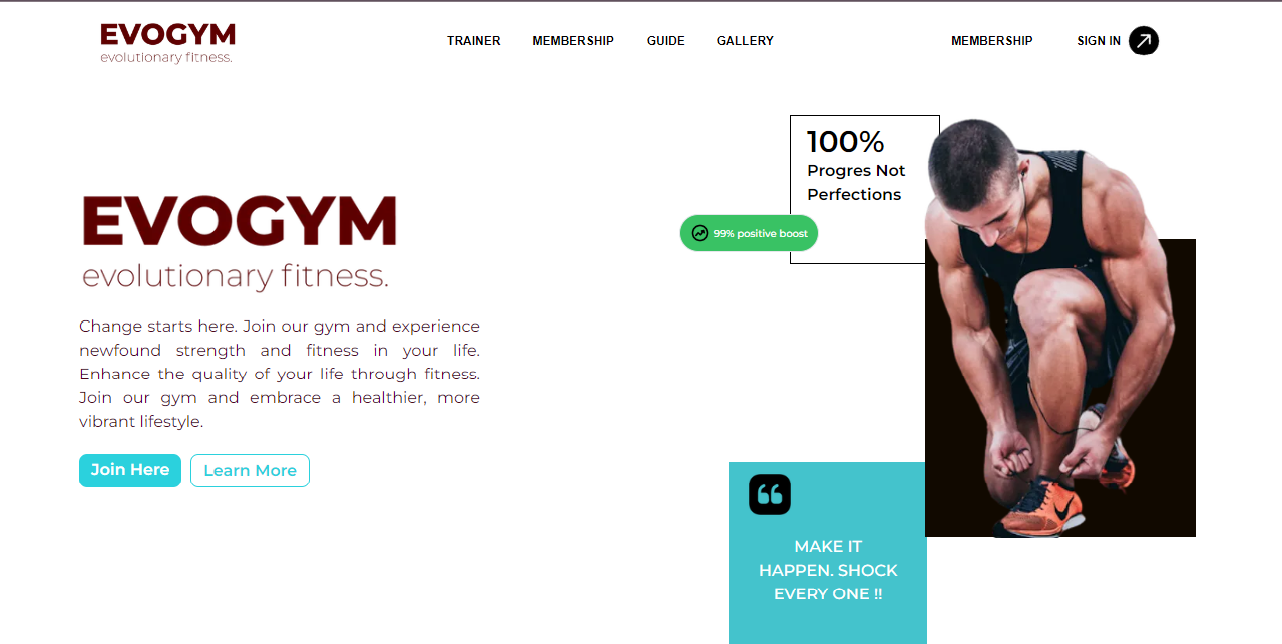 EVOGYM
evolutionary fitness.
TRAINER
MEMBERSHIP
GUIDE
GALLERY
MEMBERSHIP
SIGN IN
EVOGYM
evolutionary fitness.
Change starts here. Join our gym and experience
newfound strength and fitness in your life.
Enhance the quality of your life through fitness.
Join our gym and embrace a healthier, more
vibrant lifestyle.
Join Here
Learn More
100%
Progres Not
Perfections
99% positive boost
❝
MAKE IT
HAPPEN. SHOCK
EVERY ONE !!